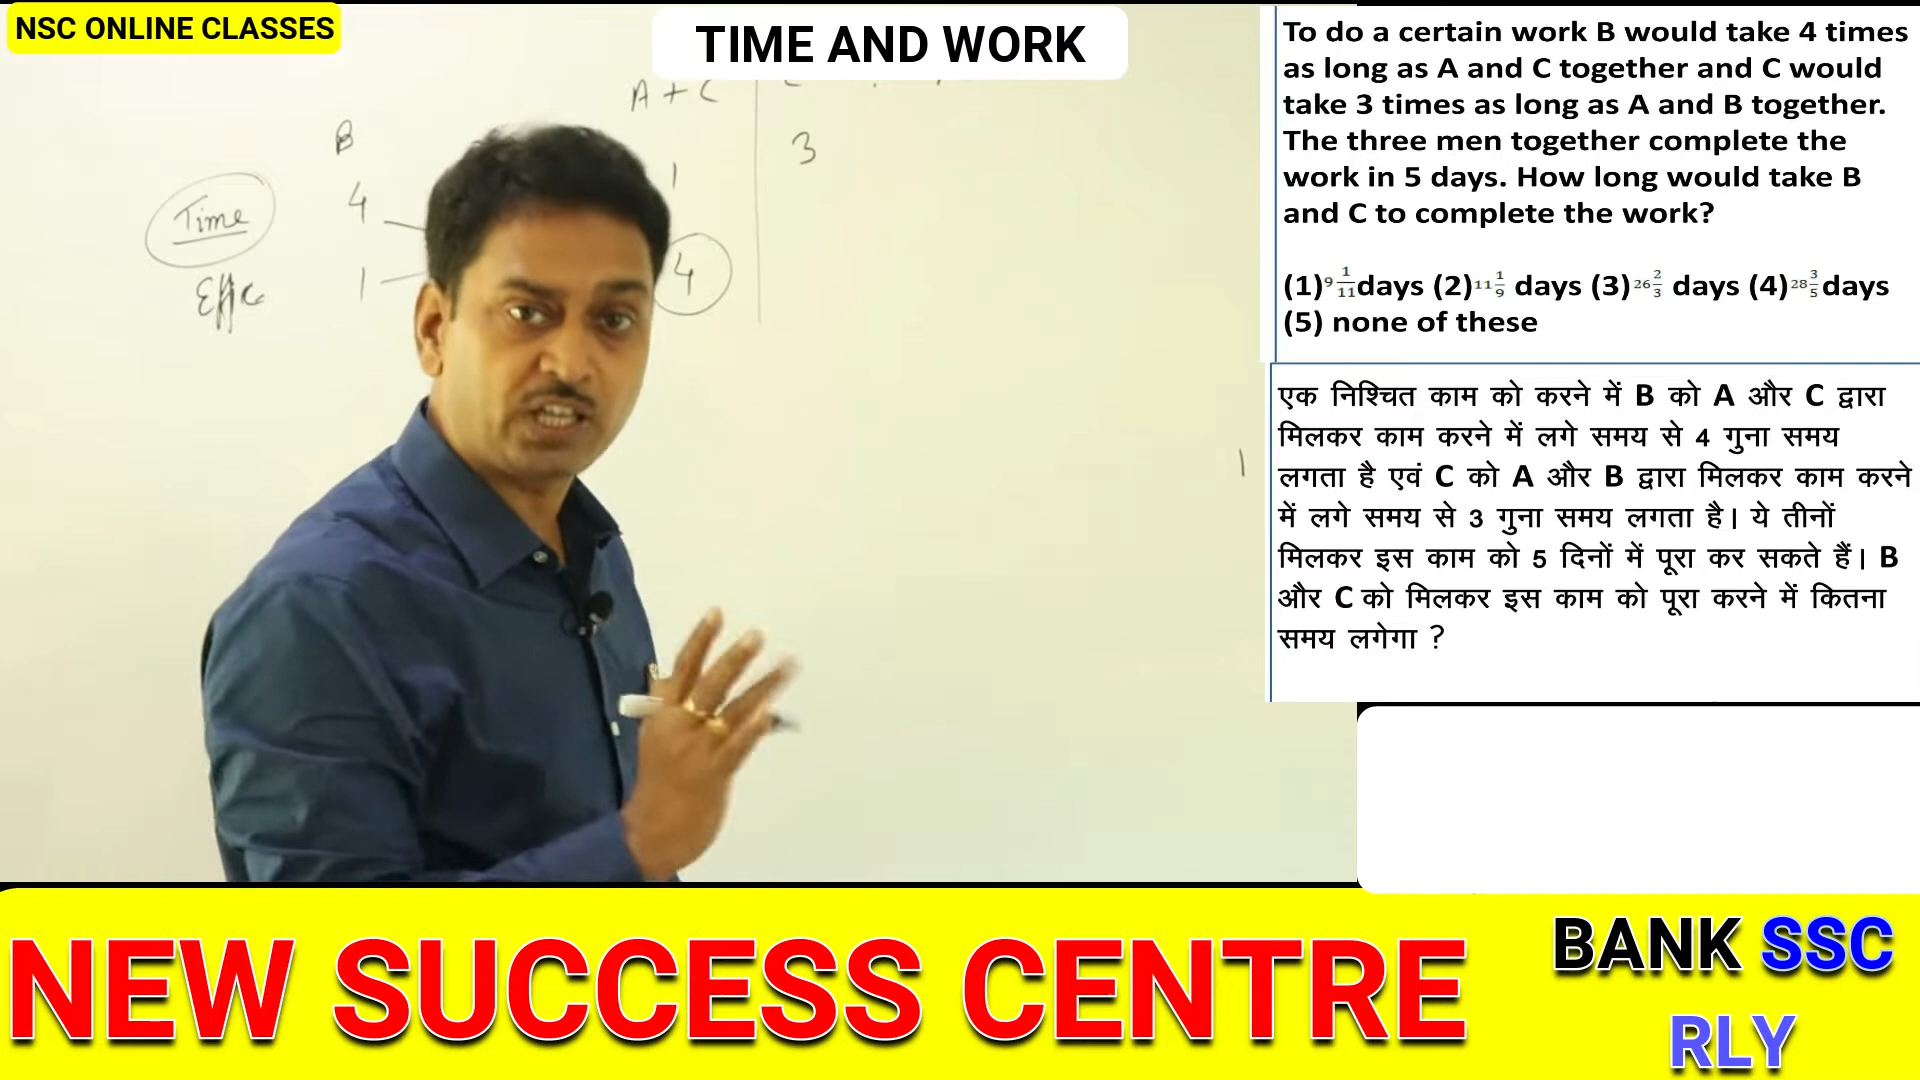 NSC ONLINE CLASSES
TIME AND WORK
A + C
B
3
Time
4
1
Effic
1
4
1
To do a certain work B would take 4 times
as long as A and C together and C would
take 3 times as long as A and B together.
The three men together complete the
work in 5 days. How long would take B
and C to complete the work?
(1) 9 1/11 days (2) 11 1/9 days (3) 26 2/3 days (4) 28 3/5 days
(5) none of these
एक निश्चित काम को करने में B को A और C द्वारा
मिलकर काम करने में लगे समय से 4 गुना समय
लगता है एवं C को A और B द्वारा मिलकर काम करने
में लगे समय से 3 गुना समय लगता है। ये तीनों
मिलकर इस काम को 5 दिनों में पूरा कर सकते हैं। B
और C को मिलकर इस काम को पूरा करने में कितना
समय लगेगा ?
NEW SUCCESS CENTRE
BANK SSC
RLY